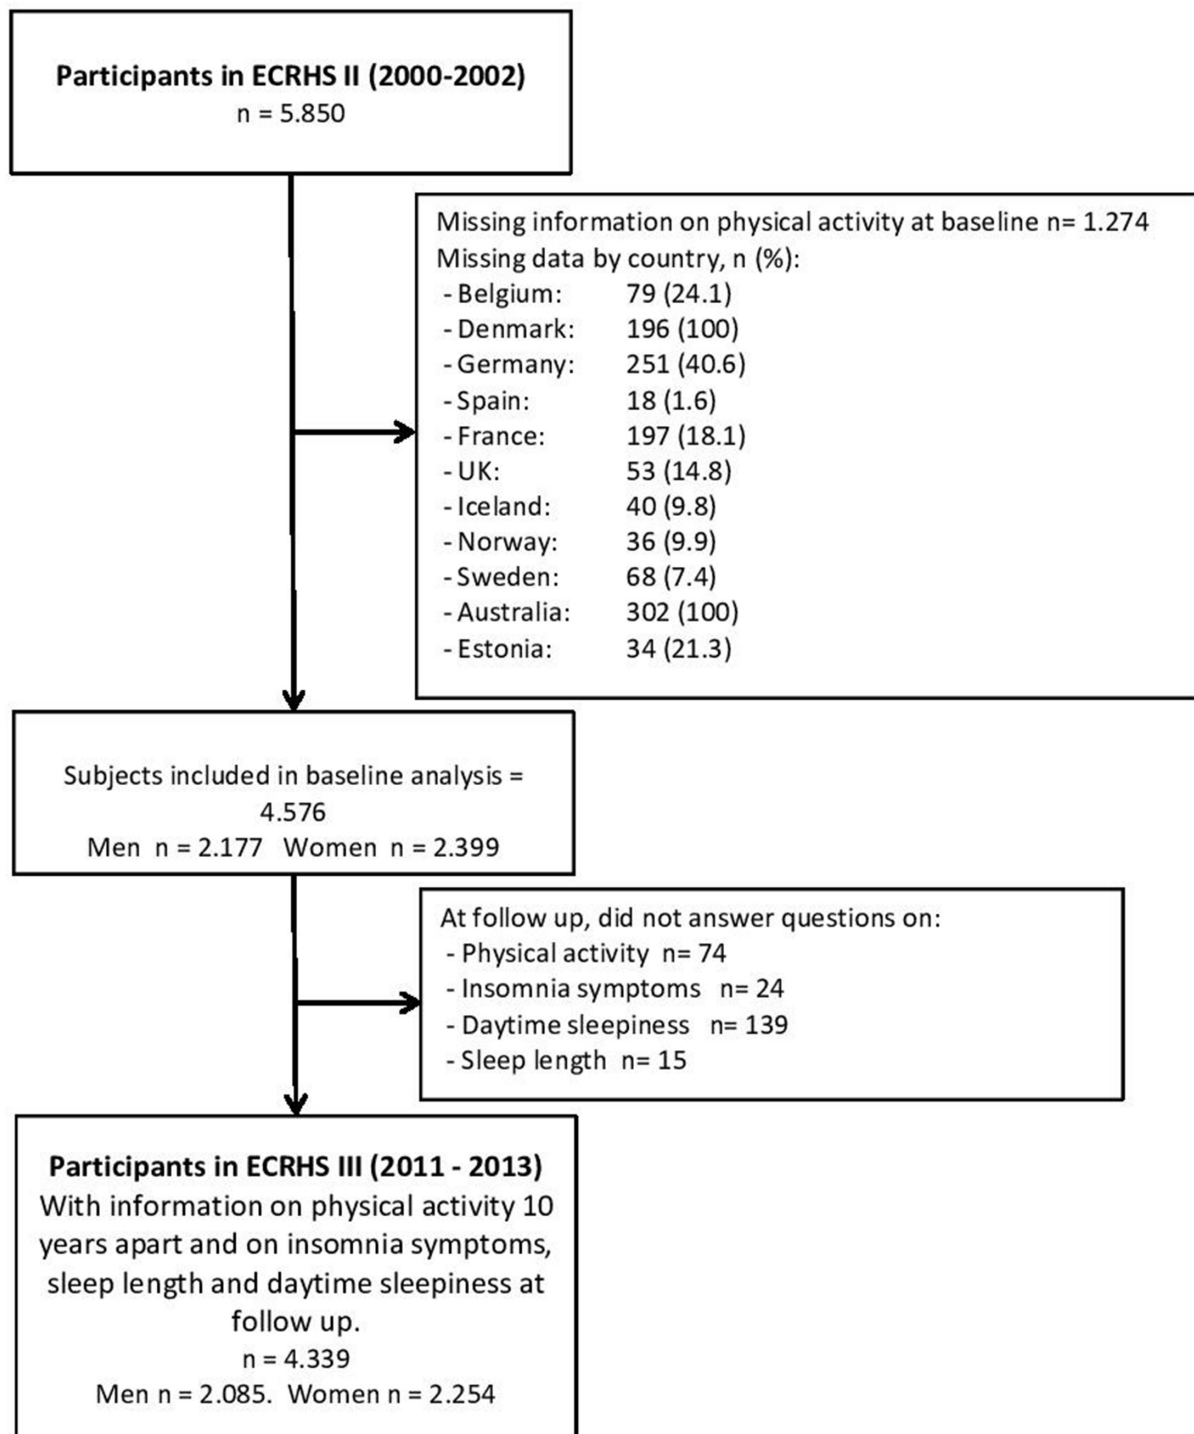 Participants in ECRHS II (2000-2002)
n = 5.850
Missing information on physical activity at baseline n= 1.274
Missing data by country, n (%):
- Belgium: 79 (24.1)
- Denmark: 196 (100)
- Germany: 251 (40.6)
- Spain: 18 (1.6)
- France: 197 (18.1)
- UK: 53 (14.8)
- Iceland: 40 (9.8)
- Norway: 36 (9.9)
- Sweden: 68 (7.4)
- Australia: 302 (100)
- Estonia: 34 (21.3)
Subjects included in baseline analysis =
4.576
Men n = 2.177 Women n = 2.399
At follow up, did not answer questions on:
- Physical activity n= 74
- Insomnia symptoms n= 24
- Daytime sleepiness n= 139
- Sleep length n= 15
Participants in ECRHS III (2011 - 2013)
With information on physical activity 10
years apart and on insomnia symptoms,
sleep length and daytime sleepiness at
follow up.
n = 4.339
Men n = 2.085. Women n = 2.254